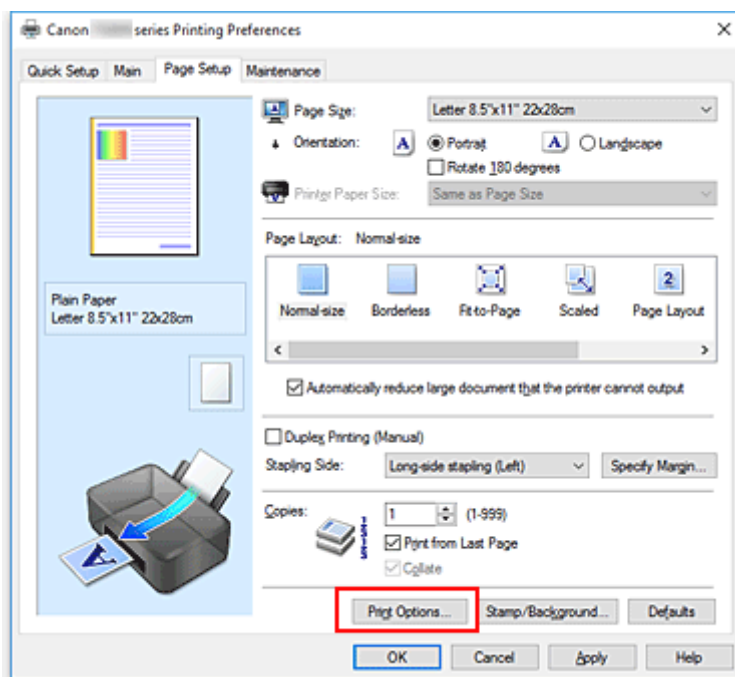 Canon series Printing Preferences
Quick Setup Main Page Setup Maintenance
Page Size: Letter 8.5"x11" 22x28cm
Orientation: A Portrait A Landscape
Rotate 180 degrees
Printer Paper Size: Same as Page Size
Page Layout: Normal-size
2
Normal-size Borderless Fit-to-Page Scaled Page Layout
Plain Paper
Letter 8.5"x11" 22x28cm
Automatically reduce large document that the printer cannot output
Duplex Printing (Manual)
Stapling Side: Long-side stapling (Left) Specify Margin...
Copies: 1 (1-999)
Print from Last Page
Collate
A
Print Options... Stamp/Background... Defaults
OK Cancel Apply Help